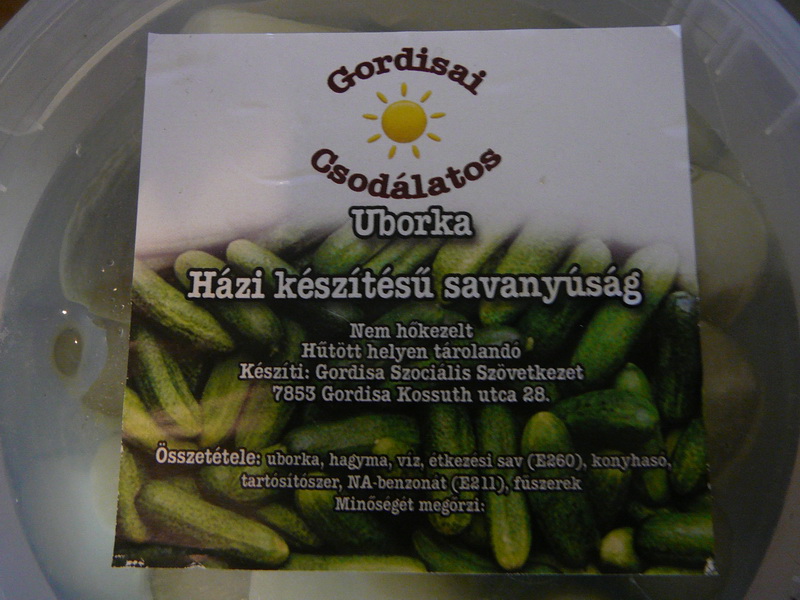 Gordisai
Csodálatos
Uborka
Házi készítésű savanyúság
Nem hőkezelt
Hűtött helyen tárolandó
Készíti: Gordisa Szociális Szövetkezet
7853 Gordisa Kossuth utca 28.
Összetétele: uborka, hagyma, víz, étkezési sav (E260), konyhasó,
tartósítószer, NA-benzonát (E211), fűszerek
Minőségét megőrzi: